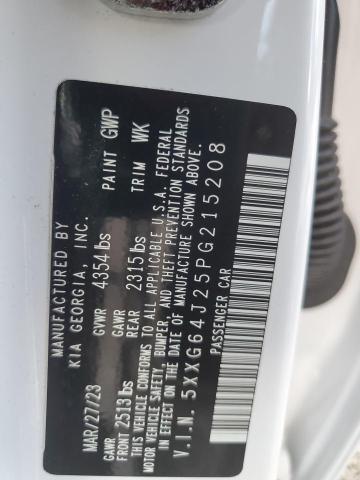 MANUFACTURED BY
KIA GEORGIA, INC.
MAR/27/23 GVWR 4354 lbs PAINT GWP
GAWR FRONT 2513 lbs GAWR REAR 2315 lbs TRIM WK
THIS VEHICLE CONFORMS TO ALL APPLICABLE U.S.A. FEDERAL
MOTOR VEHICLE SAFETY, BUMPER, AND THEFT PREVENTION STANDARDS
IN EFFECT ON THE DATE OF MANUFACTURE SHOWN ABOVE.
V.I.N. 5XXG64J25PG215208
PASSENGER CAR